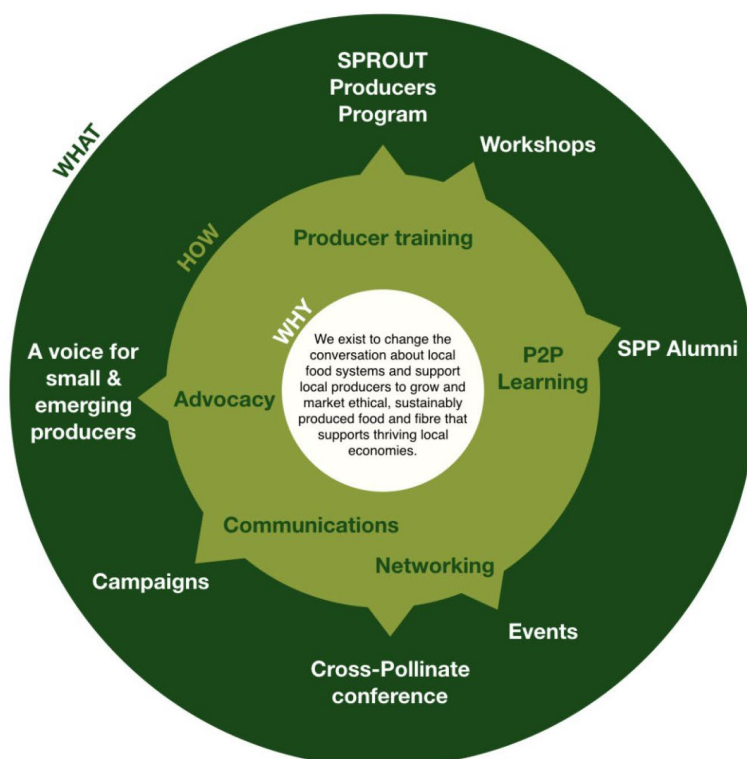 SPROUT
Producers
Program
WHAT
Workshops
HOW
Producer training
WHY
We exist to change the
conversation about local
food systems and support
local producers to grow and
market ethical, sustainably
produced food and fibre that
supports thriving local
economies.
P2P
Learning
SPP Alumni
A voice for
small &
emerging
producers
Advocacy
Communications
Networking
Campaigns
Events
Cross-Pollinate
conference